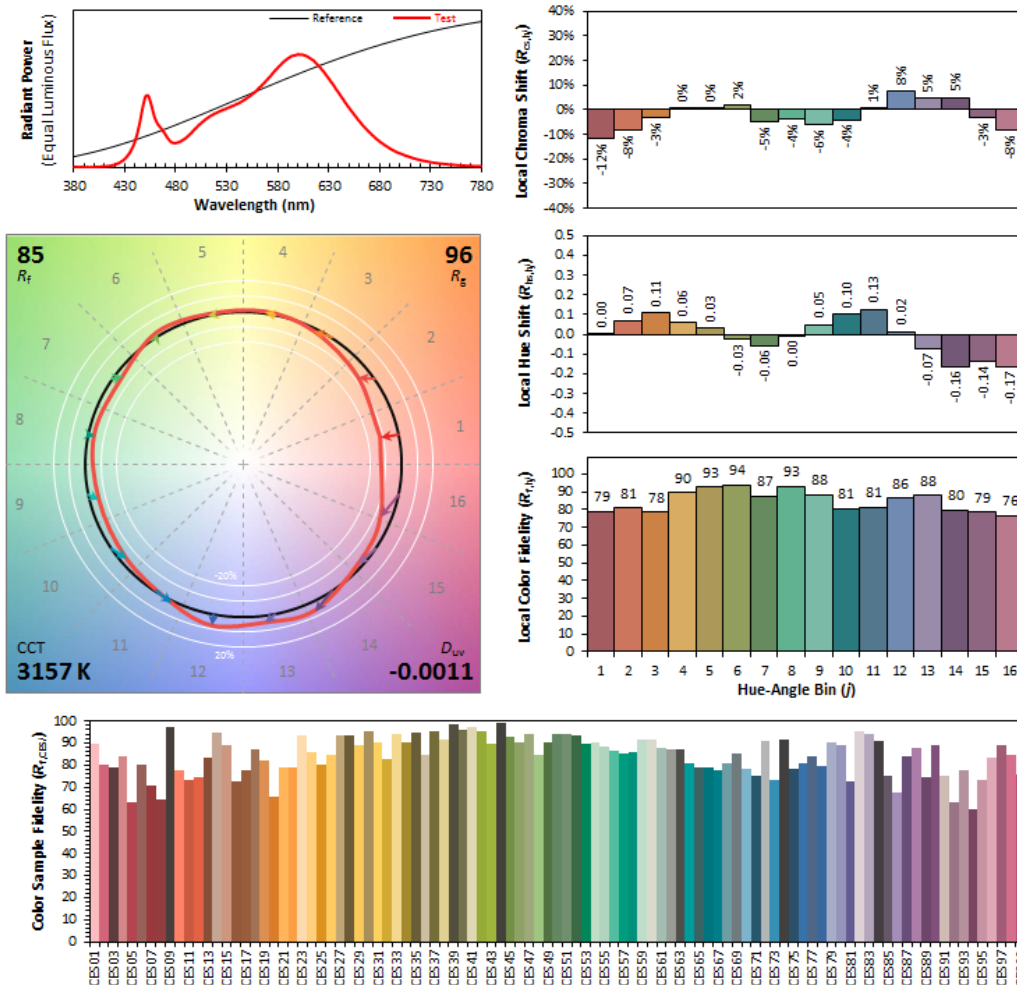 Radiant Power
(Equal Luminous Flux)
Reference
Test
380 430 480 530 580 630 680 730 780
Wavelength (nm)
Local Chroma Shift (Rcs,hj)
40%
30%
20%
10%
0%
-10%
-20%
-30%
-40%
-12% -8% -3% 0% 0% 2% -5% -4% -6% -4% 1% 8% 5% 5% -3% -8%
85
Rf
96
Rg
5 4
6 3
7 2
8 1
9 16
10 15
11 12 13 14
-20%
20%
CCT
3157 K
Duv
-0.0011
Local Hue Shift (Rhs,hj)
0.5
0.4
0.3
0.2
0.1
0.0
-0.1
-0.2
-0.3
-0.4
-0.5
0.00 0.07 0.11 0.06 0.03 -0.03 -0.06 0.00 0.05 0.10 0.13 0.02 -0.07 -0.16 -0.14 -0.17
Local Color Fidelity (Rf,hj)
100
90
80
70
60
50
40
30
20
10
0
79 81 78 90 93 94 87 93 88 81 81 86 88 80 79 76
1 2 3 4 5 6 7 8 9 10 11 12 13 14 15 16
Hue-Angle Bin (j)
Color Sample Fidelity (Rf,CESi)
100
90
80
70
60
50
40
30
20
10
0
CES01 CES03 CES05 CES07 CES09 CES11 CES13 CES15 CES17 CES19 CES21 CES23 CES25 CES27 CES29 CES31 CES33 CES35 CES37 CES39 CES41 CES43 CES45 CES47 CES49 CES51 CES53 CES55 CES57 CES59 CES61 CES63 CES65 CES67 CES69 CES71 CES73 CES75 CES77 CES79 CES81 CES83 CES85 CES87 CES89 CES91 CES93 CES95 CES97